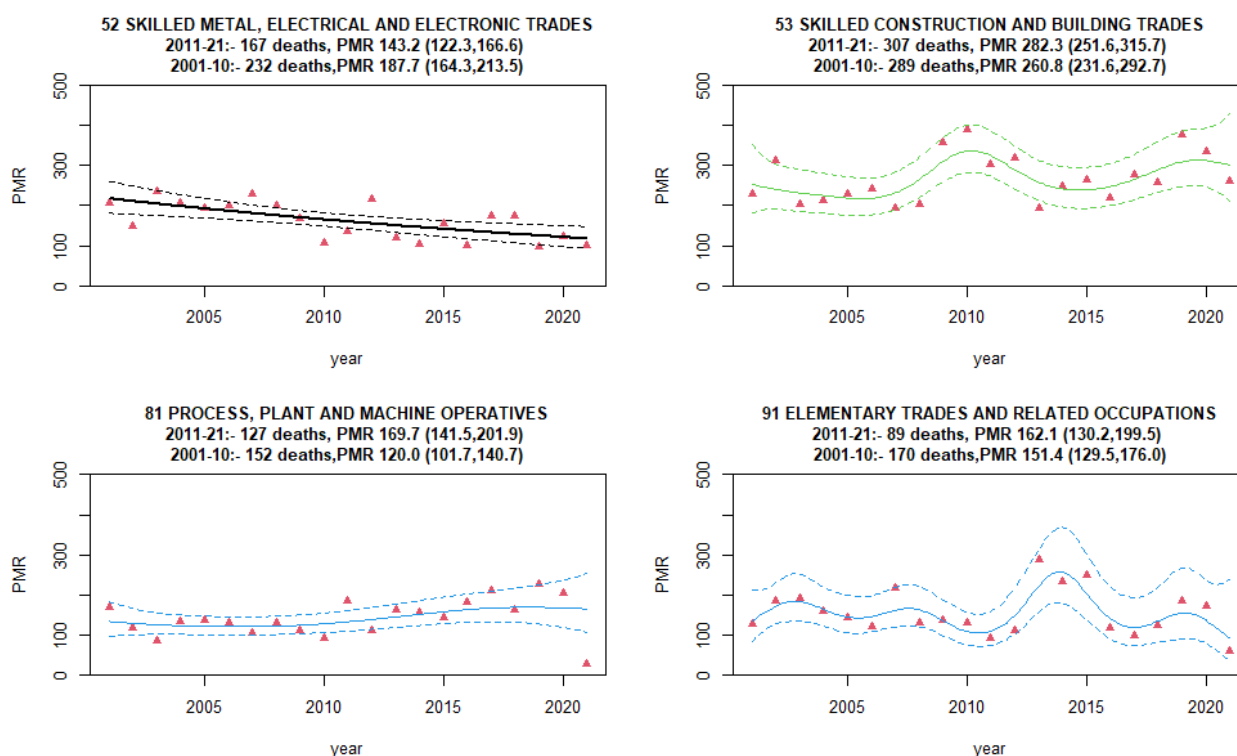 52 SKILLED METAL, ELECTRICAL AND ELECTRONIC TRADES
2011-21:- 167 deaths, PMR 143.2 (122.3,166.6)
2001-10:- 232 deaths,PMR 187.7 (164.3,213.5)
500
300
100
0
PMR
2005 2010 2015 2020
year
53 SKILLED CONSTRUCTION AND BUILDING TRADES
2011-21:- 307 deaths, PMR 282.3 (251.6,315.7)
2001-10:- 289 deaths,PMR 260.8 (231.6,292.7)
500
300
100
0
PMR
2005 2010 2015 2020
year
81 PROCESS, PLANT AND MACHINE OPERATIVES
2011-21:- 127 deaths, PMR 169.7 (141.5,201.9)
2001-10:- 152 deaths,PMR 120.0 (101.7,140.7)
500
300
100
0
PMR
2005 2010 2015 2020
year
91 ELEMENTARY TRADES AND RELATED OCCUPATIONS
2011-21:- 89 deaths, PMR 162.1 (130.2,199.5)
2001-10:- 170 deaths,PMR 151.4 (129.5,176.0)
500
300
100
0
PMR
2005 2010 2015 2020
year